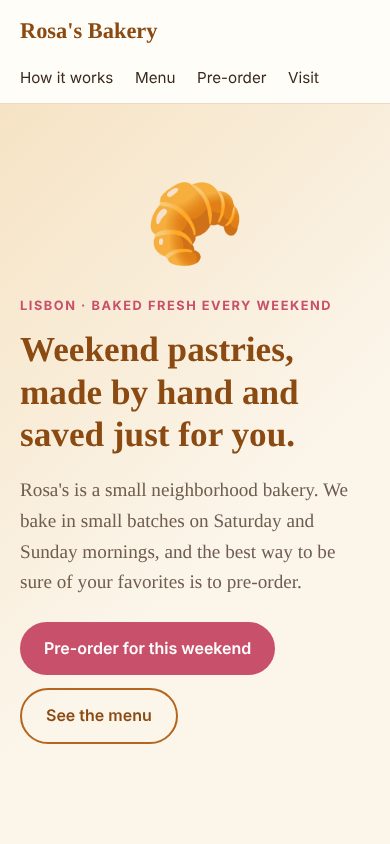 Rosa's Bakery
How it works Menu Pre-order Visit
LISBON · BAKED FRESH EVERY WEEKEND
Weekend pastries,
made by hand and
saved just for you.
Rosa's is a small neighborhood bakery. We
bake in small batches on Saturday and
Sunday mornings, and the best way to be
sure of your favorites is to pre-order.
Pre-order for this weekend
See the menu